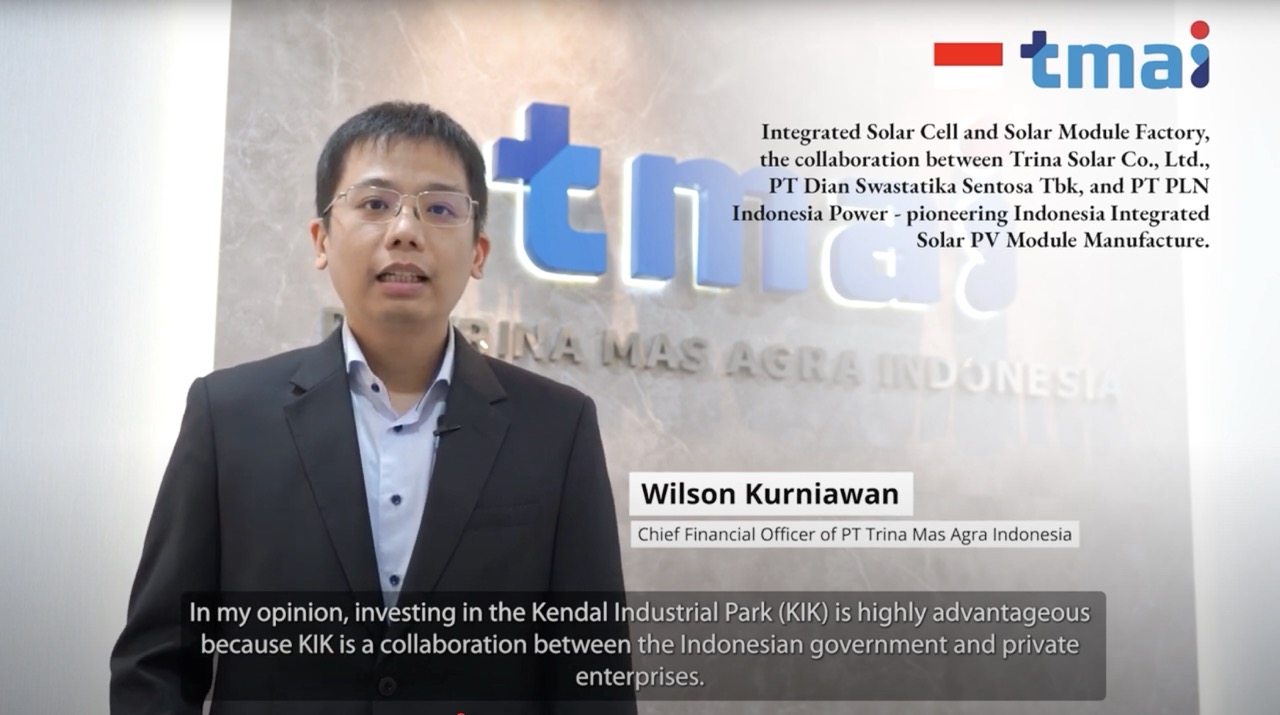 tmai
Integrated Solar Cell and Solar Module Factory,
the collaboration between Trina Solar Co., Ltd.,
PT Dian Swastatika Sentosa Tbk, and PT PLN
Indonesia Power - pioneering Indonesia Integrated
Solar PV Module Manufacture.
tmai
TRINA MAS AGRA INDONESIA
Wilson Kurniawan
Chief Financial Officer of PT Trina Mas Agra Indonesia
In my opinion, investing in the Kendal Industrial Park (KIK) is highly advantageous
because KIK is a collaboration between the Indonesian government and private
enterprises.